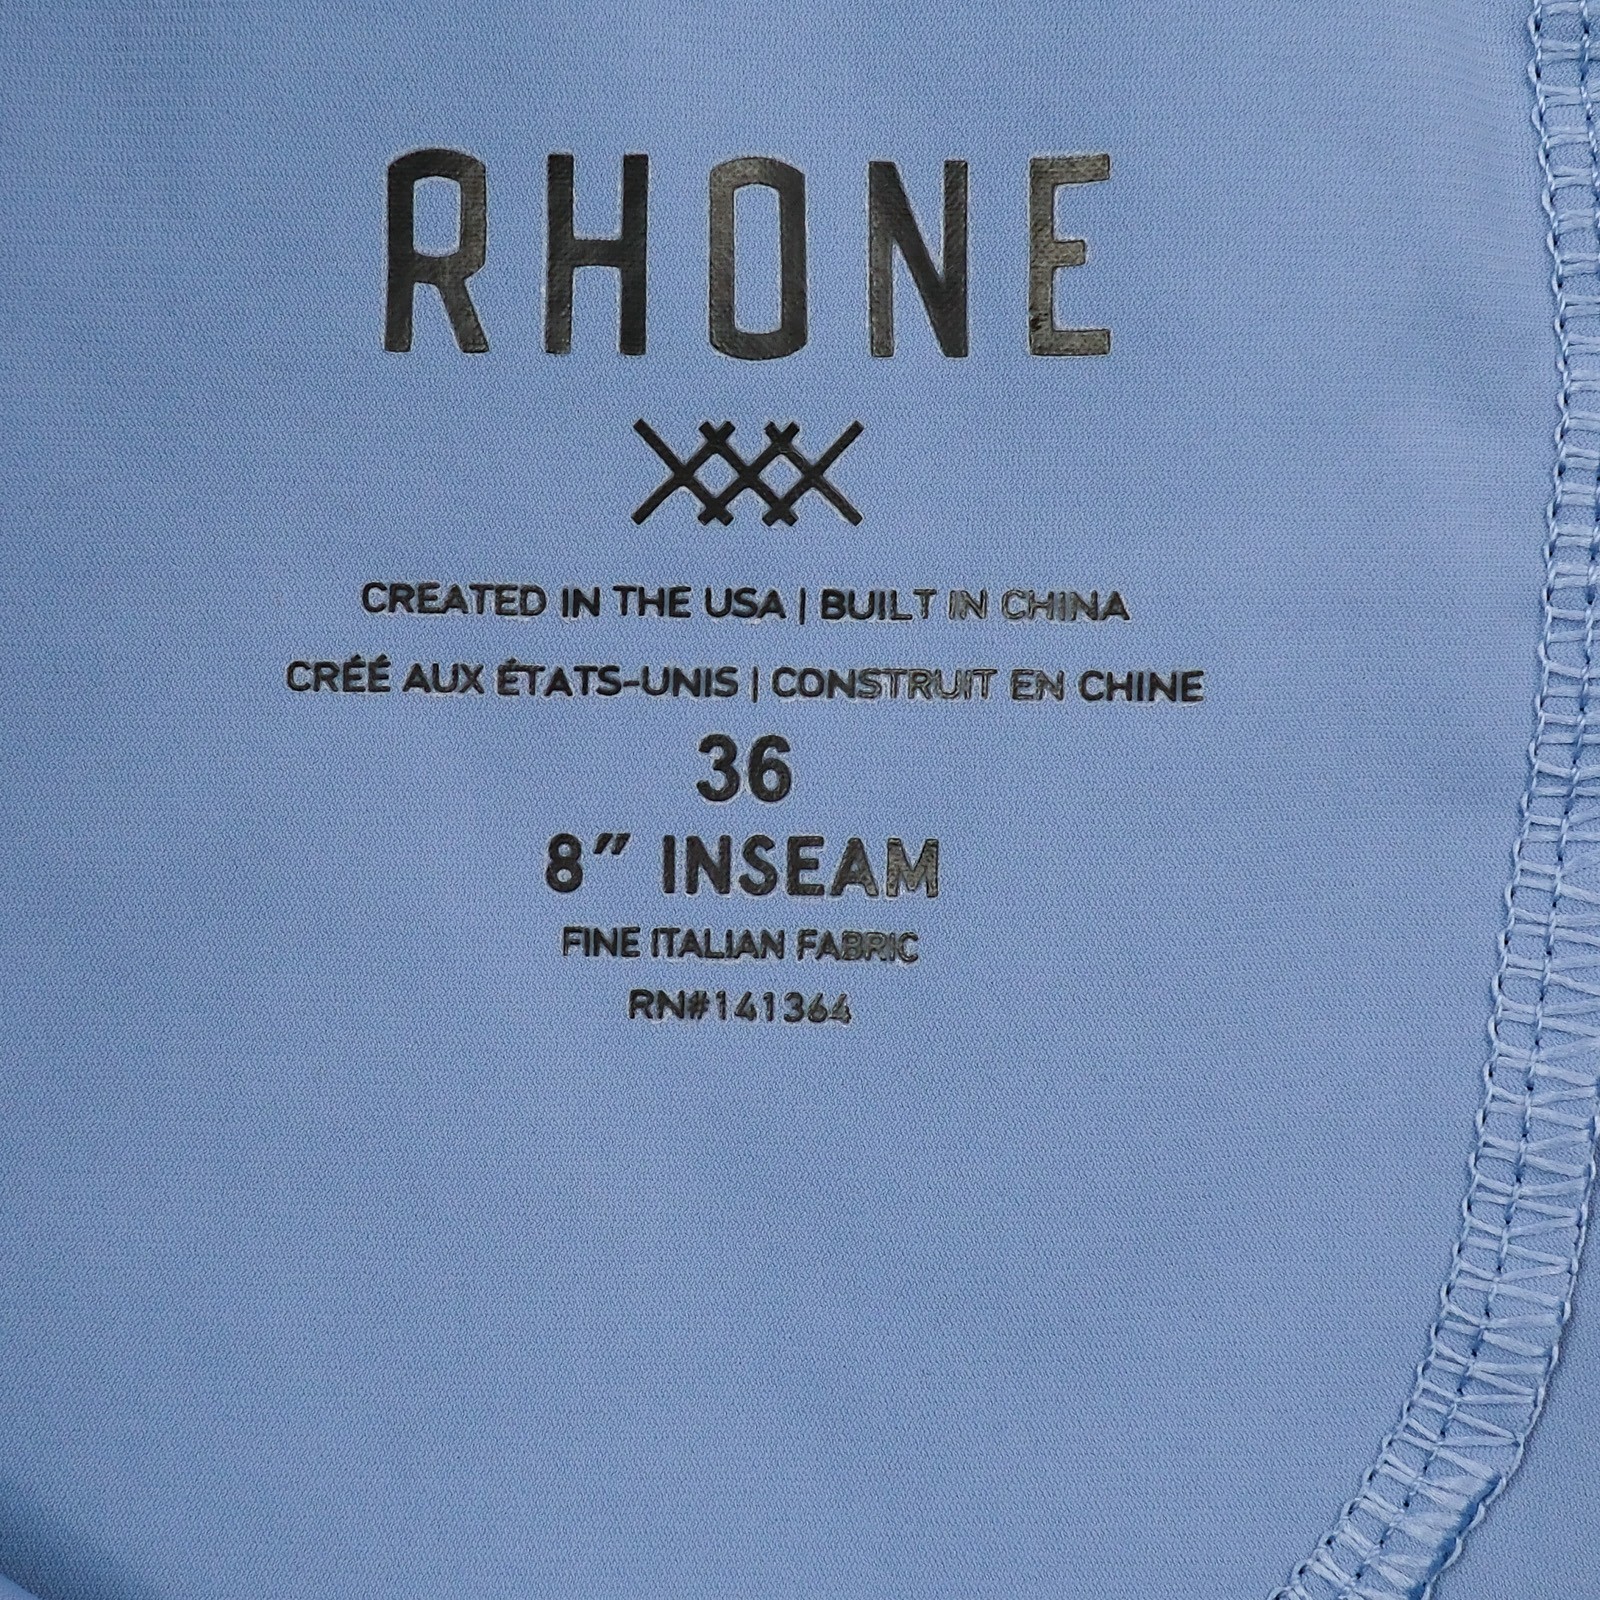 RHONE
CREATED IN THE USA | BUILT IN CHINA
CRÉÉ AUX ÉTATS-UNIS | CONSTRUIT EN CHINE
36
8" INSEAM
FINE ITALIAN FABRIC
RN#141364